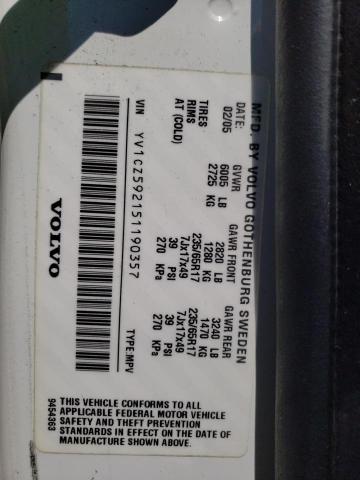 MFD. BY VOLVO GOTHENBURG SWEDEN
DATE: GVWR GAWR FRONT GAWR REAR
02/05 6005 LB 2820 LB 3240 LB
2725 KG 1280 KG 1470 KG
TIRES 235/65R17 235/65R17
RIMS 7Jx17x49 7Jx17x49
AT (COLD) 39 PSI 39 PSI
270 KPa 270 KPa
VIN YV1CZ592151190357 TYPE:MPV
VOLVO
THIS VEHICLE CONFORMS TO ALL
APPLICABLE FEDERAL MOTOR VEHICLE
SAFETY AND THEFT PREVENTION
STANDARDS IN EFFECT ON THE DATE OF
MANUFACTURING SHOWN ABOVE.
9454363